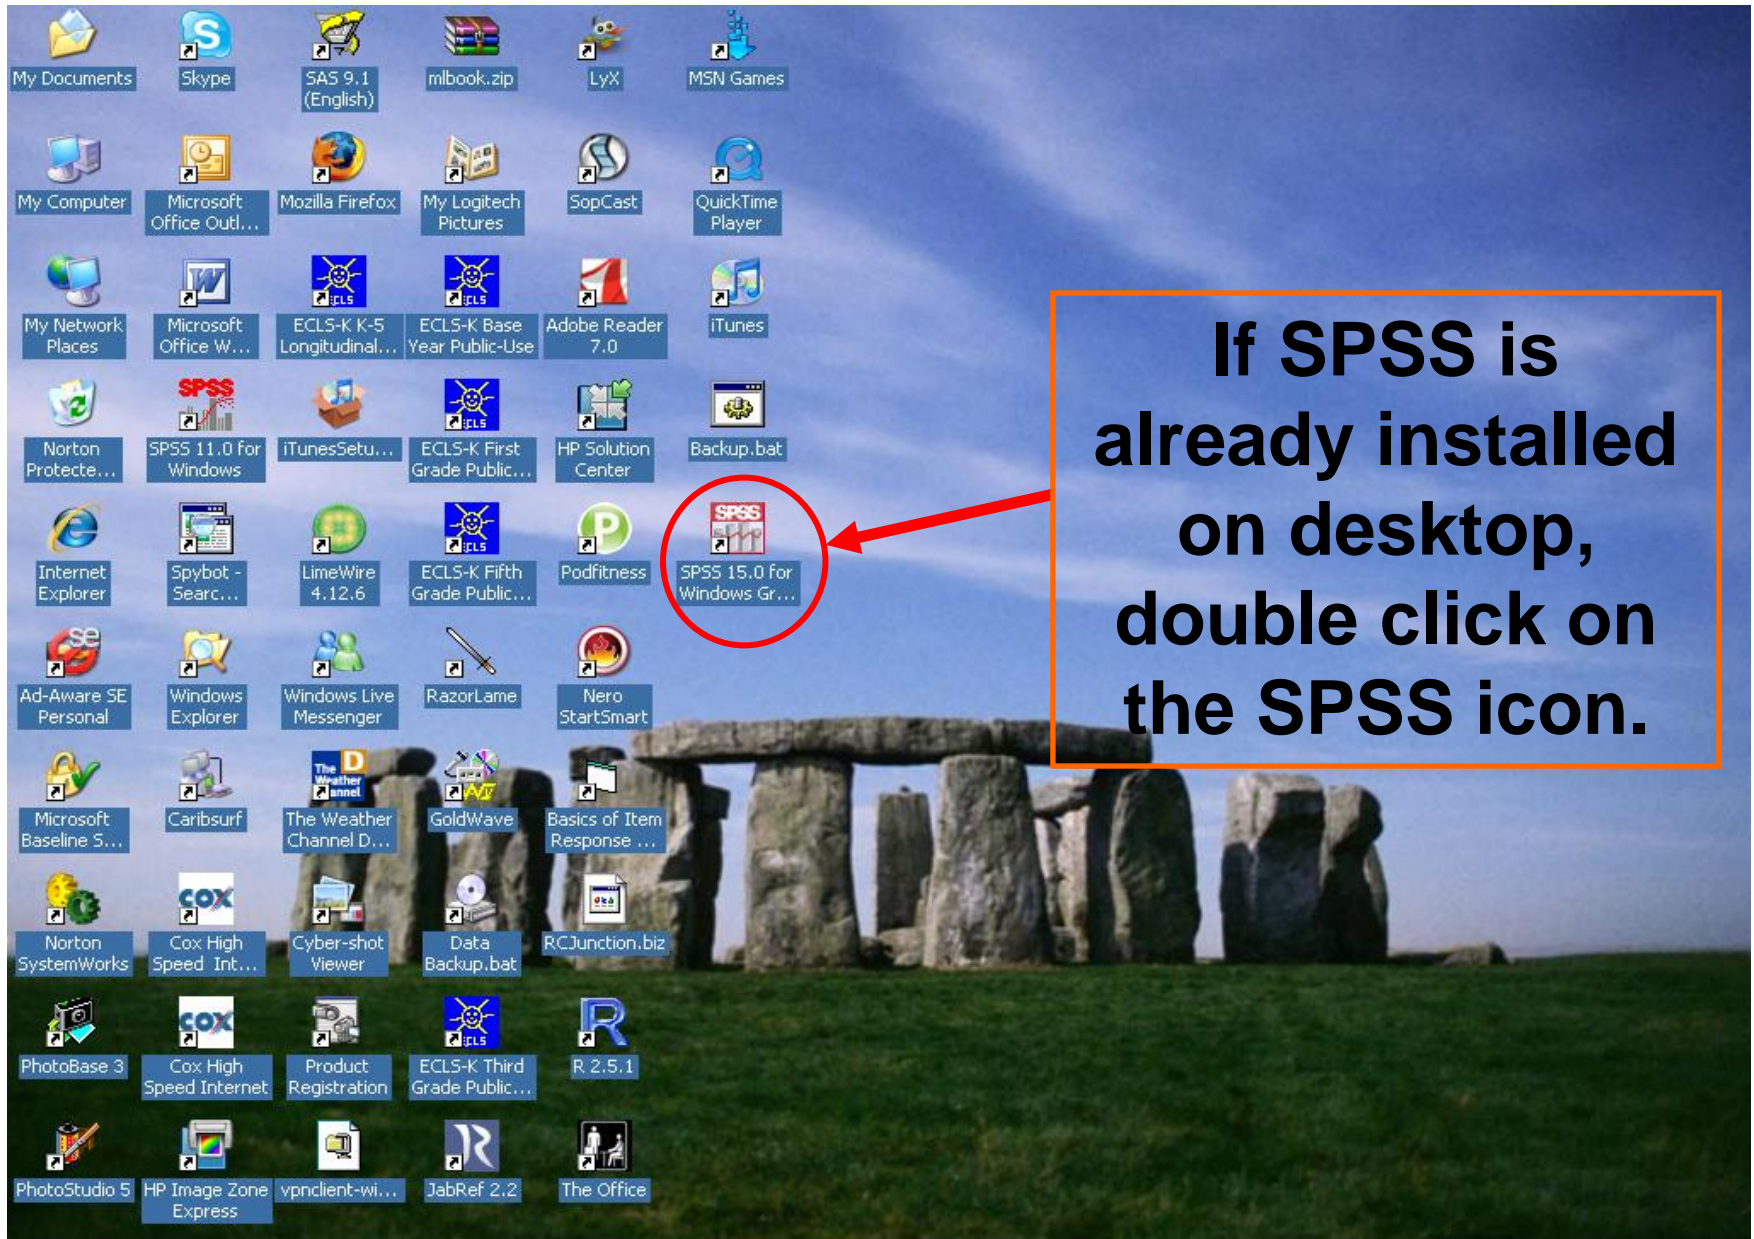 My Documents
Skype
SAS 9.1
(English)
mlbook.zip
LyX
MSN Games
My Computer
Microsoft
Office Outl...
Mozilla Firefox
My Logitech
Pictures
SopCast
QuickTime
Player
My Network
Places
Microsoft
Office W...
ECLS-K K-5
Longitudinal...
ECLS-K Base
Year Public-Use
Adobe Reader
7.0
iTunes
Norton
Protecte...
SPSS
SPSS 11.0 for
Windows
iTunesSetu...
ECLS-K First
Grade Public...
HP Solution
Center
Backup.bat
Internet
Explorer
Spybot -
Searc...
LimeWire
4.12.6
ECLS-K Fifth
Grade Public...
Podfitness
SPSS
SPSS 15.0 for
Windows Gr...
Ad-Aware SE
Personal
Windows
Explorer
Windows Live
Messenger
RazorLame
Nero
StartSmart
Microsoft
Baseline S...
Caribsurf
The Weather
Channel D...
GoldWave
Basics of Item
Response ...
Norton
SystemWorks
COX
Cox High
Speed Int...
Cyber-shot
Viewer
Data
Backup.bat
RCJunction.biz
PhotoBase 3
COX
Cox High
Speed Internet
Product
Registration
ECLS-K Third
Grade Public...
R 2.5.1
PhotoStudio 5
HP Image Zone
Express
vpnclient-wi...
JabRef 2.2
The Office
If SPSS is
already installed
on desktop,
double click on
the SPSS icon.